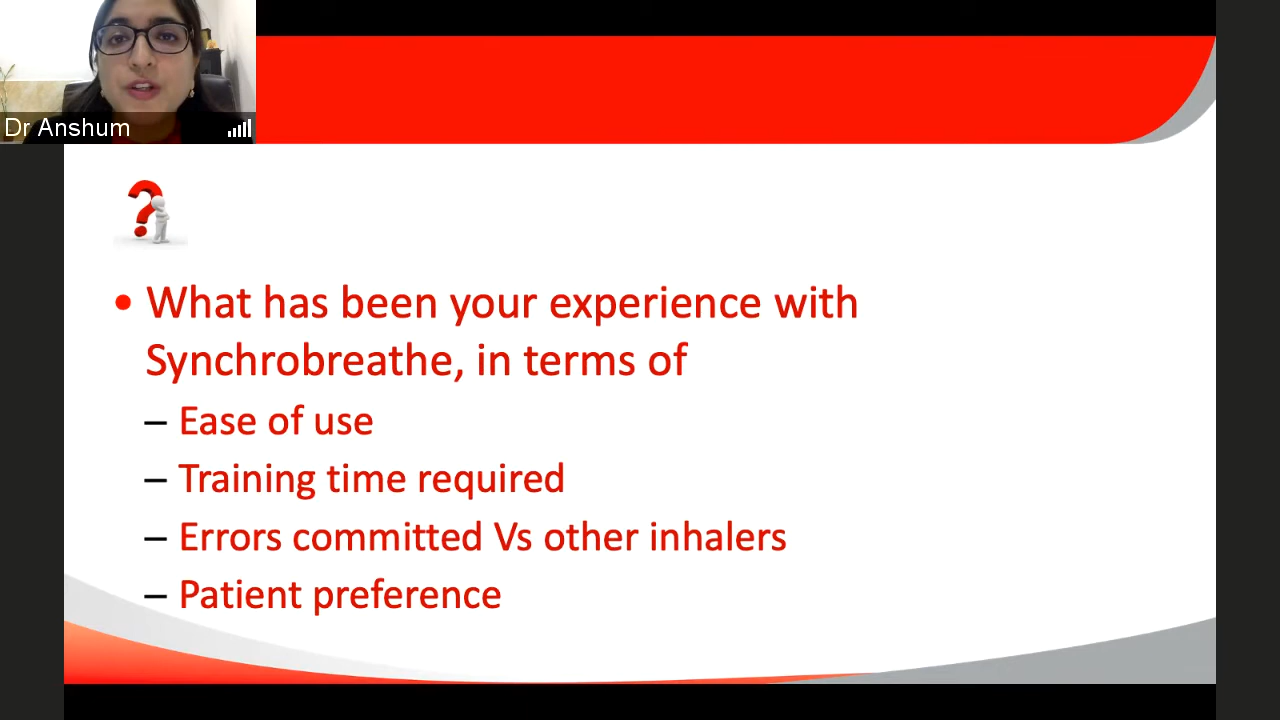 Dr Anshum
?
• What has been your experience with
Synchrobreathe, in terms of
– Ease of use
– Training time required
– Errors committed Vs other inhalers
– Patient preference